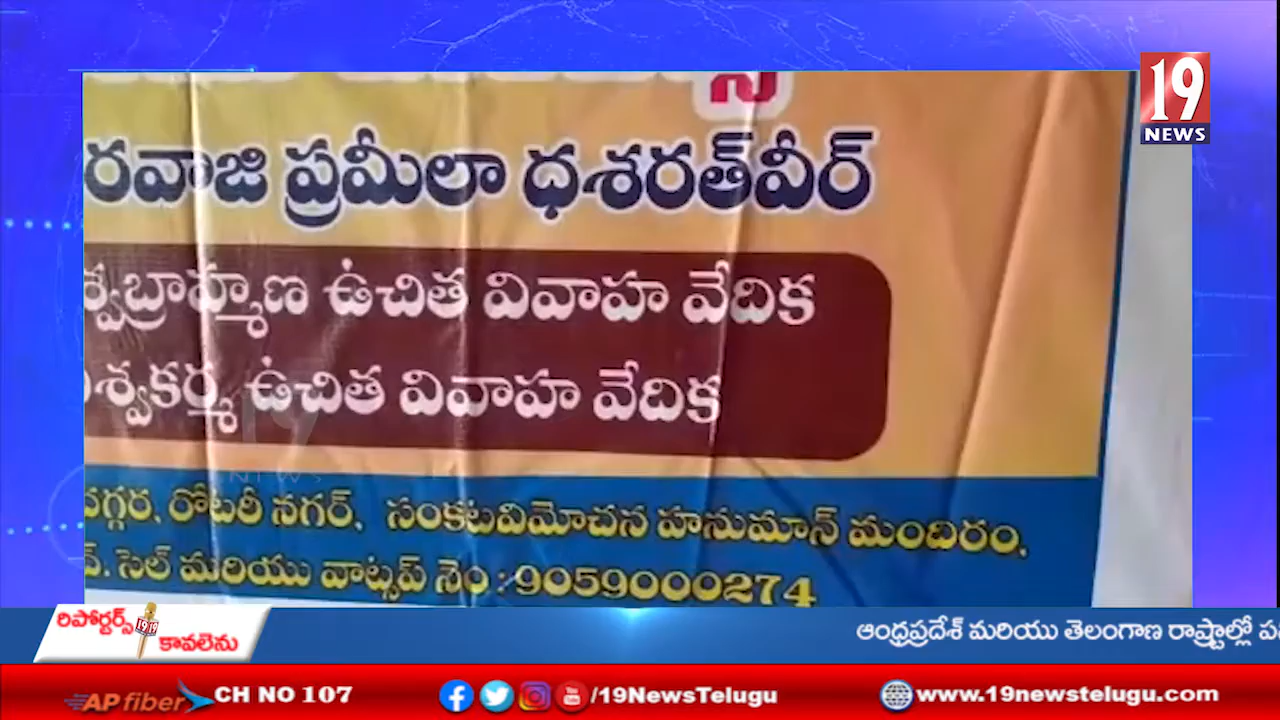 19
NEWS
రవాజి ప్రమీలా ధశరత్‌వీర్
శ్వబ్రాహ్మణ ఉచిత వివాహ వేదిక
శ్వకర్మ ఉచిత వివాహ వేదిక
వగ్గర, రోటరీ నగర్, సంకటవిమోచన హనుమాన్ మందిరం,
సెల్ మరియు వాట్సప్ నెం : 9059000274
రిపోర్టర్స్
కావలెను
ఆంధ్రప్రదేశ్ మరియు తెలంగాణ రాష్ట్రాల్లో
AP fiber CH NO 107 /19NewsTelugu www.19newstelugu.com